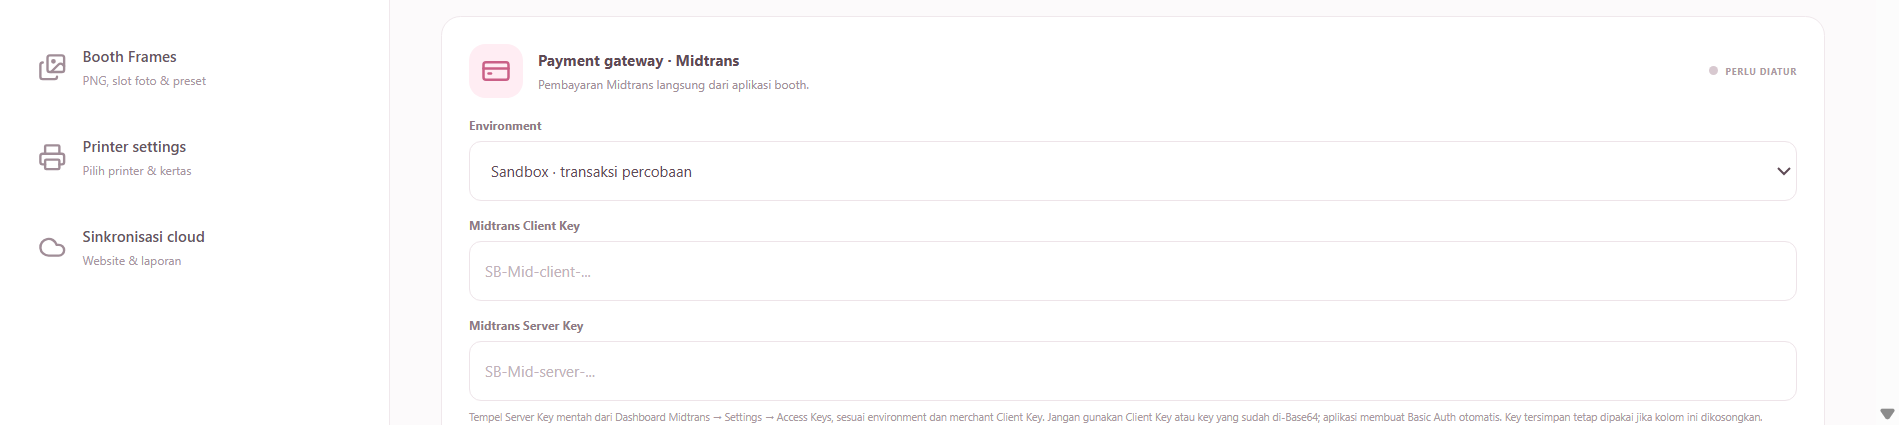 Booth Frames
PNG, slot foto & preset
Printer settings
Pilih printer & kertas
Sinkronisasi cloud
Website & laporan
Payment gateway · Midtrans
Pembayaran Midtrans langsung dari aplikasi booth.
PERLU DIATUR
Environment
Sandbox · transaksi percobaan
Midtrans Client Key
SB-Mid-client-...
Midtrans Server Key
SB-Mid-server-...
Tempel Server Key mentah dari Dashboard Midtrans → Settings → Access Keys, sesuai environment dan merchant Client Key. Jangan gunakan Client Key atau key yang sudah di-Base64; aplikasi membuat Basic Auth otomatis. Key tersimpan tetap dipakai jika kolom ini dikosongkan.